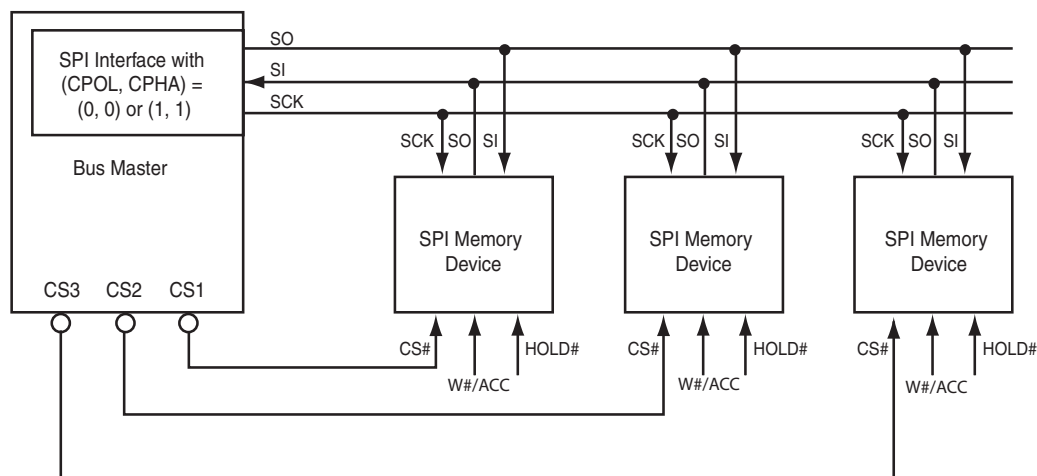 SPI Interface with
(CPOL, CPHA) =
(0, 0) or (1, 1)
Bus Master
SO
SI
SCK
SCK SO SI
SCK SO SI
SCK SO SI
SPI Memory
Device
SPI Memory
Device
SPI Memory
Device
CS3 CS2 CS1
CS# HOLD#
W#/ACC
CS# HOLD#
W#/ACC
CS# HOLD#
W#/ACC